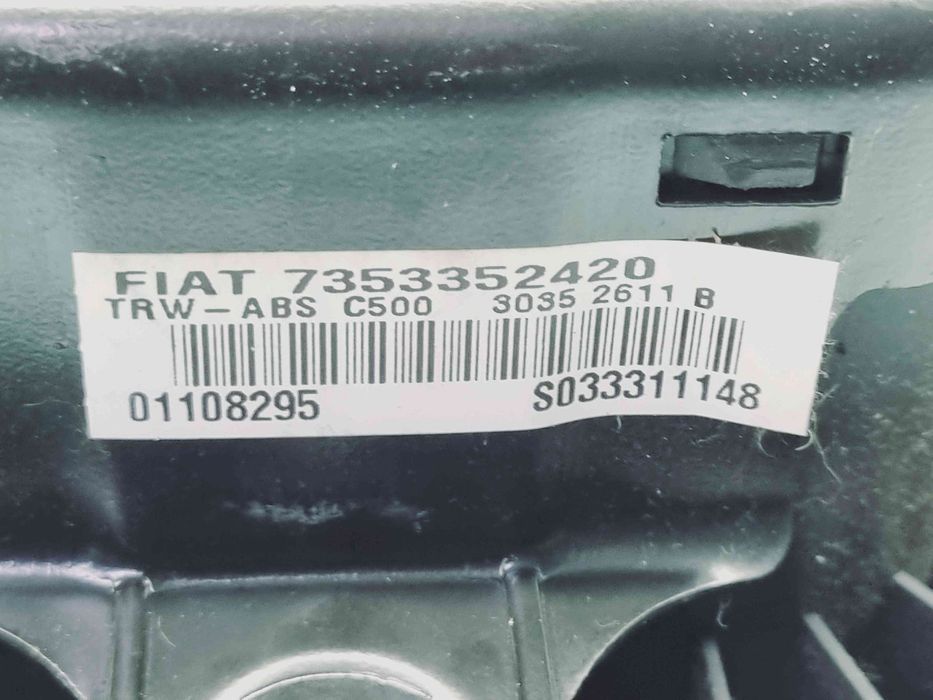 FIAT 7353352420
TRW-ABS C500 3035 2611 B
01108295 S033311148